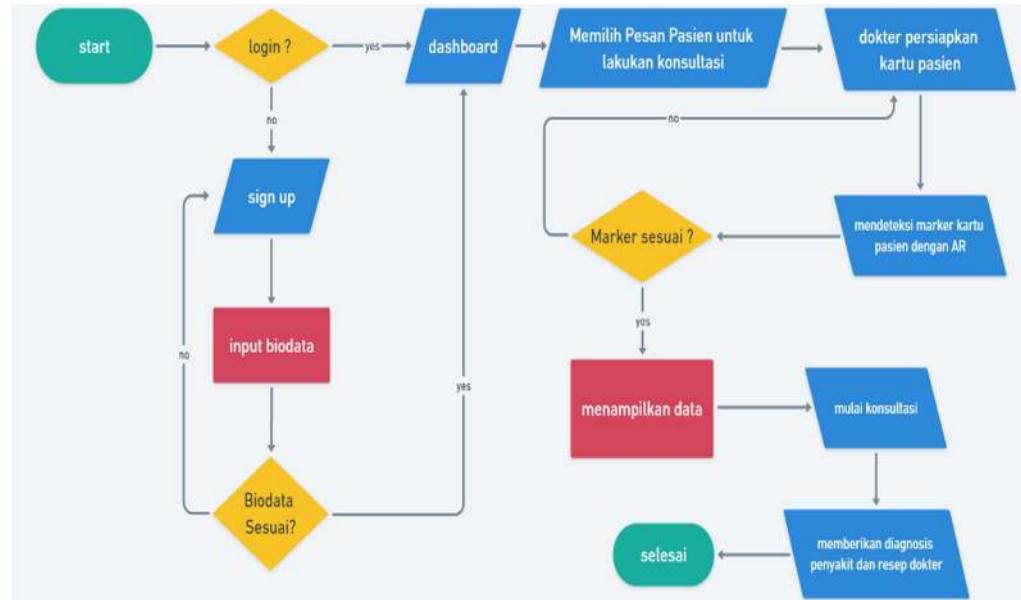 start
login ?
yes
dashboard
Memilih Pesan Pasien untuk
lakukan konsultasi
dokter persiapkan
kartu pasien
no
no
sign up
Marker sesuai ?
mendeteksi marker kartu
pasien dengan AR
yes
input biodata
no
yes
menampilkan data
mulai konsultasi
Biodata
Sesuai?
selesai
memberikan diagnosis
penyakit dan resep dokter